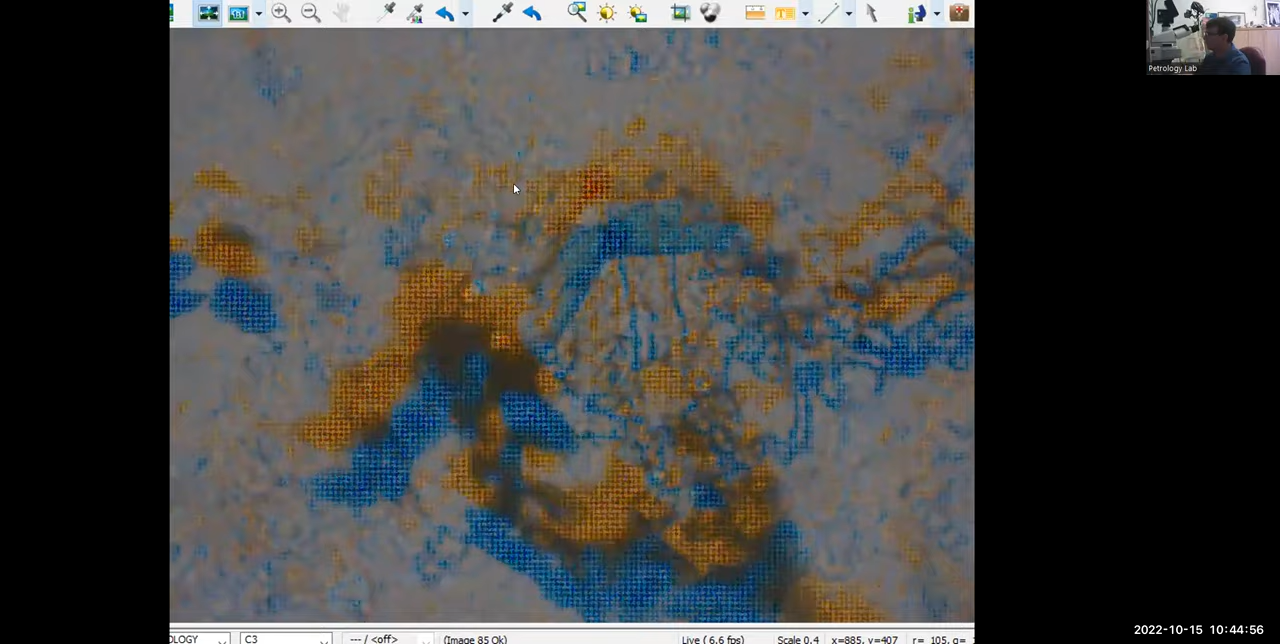 Petrology Lab
2022-10-15 10:44:56
OLOGY C3 --- / <off> (Image 85 Ok) Live ( 6,6 fps) Scale 0,4 x=885, y=407 r= 105, g=